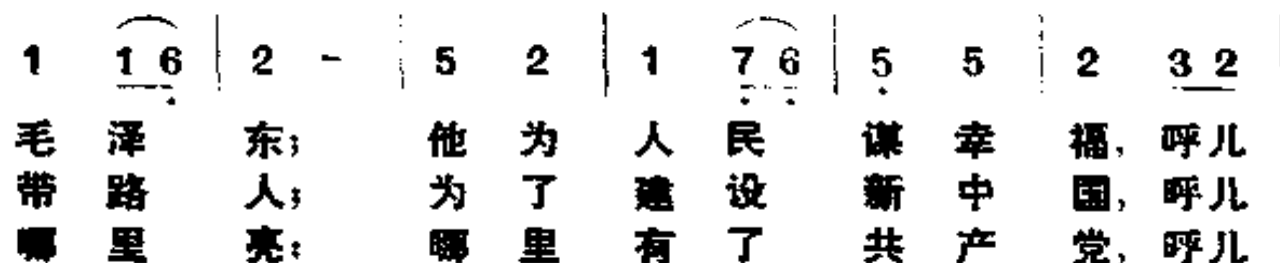 1 1 6 | 2 - | 5 2 | 1 7 6 | 5 5 | 2 3 2
毛泽东；他为人民谋幸福，呼儿
带路人；为了建设新中国，呼儿
哪里亮：哪里有了共产党，呼儿